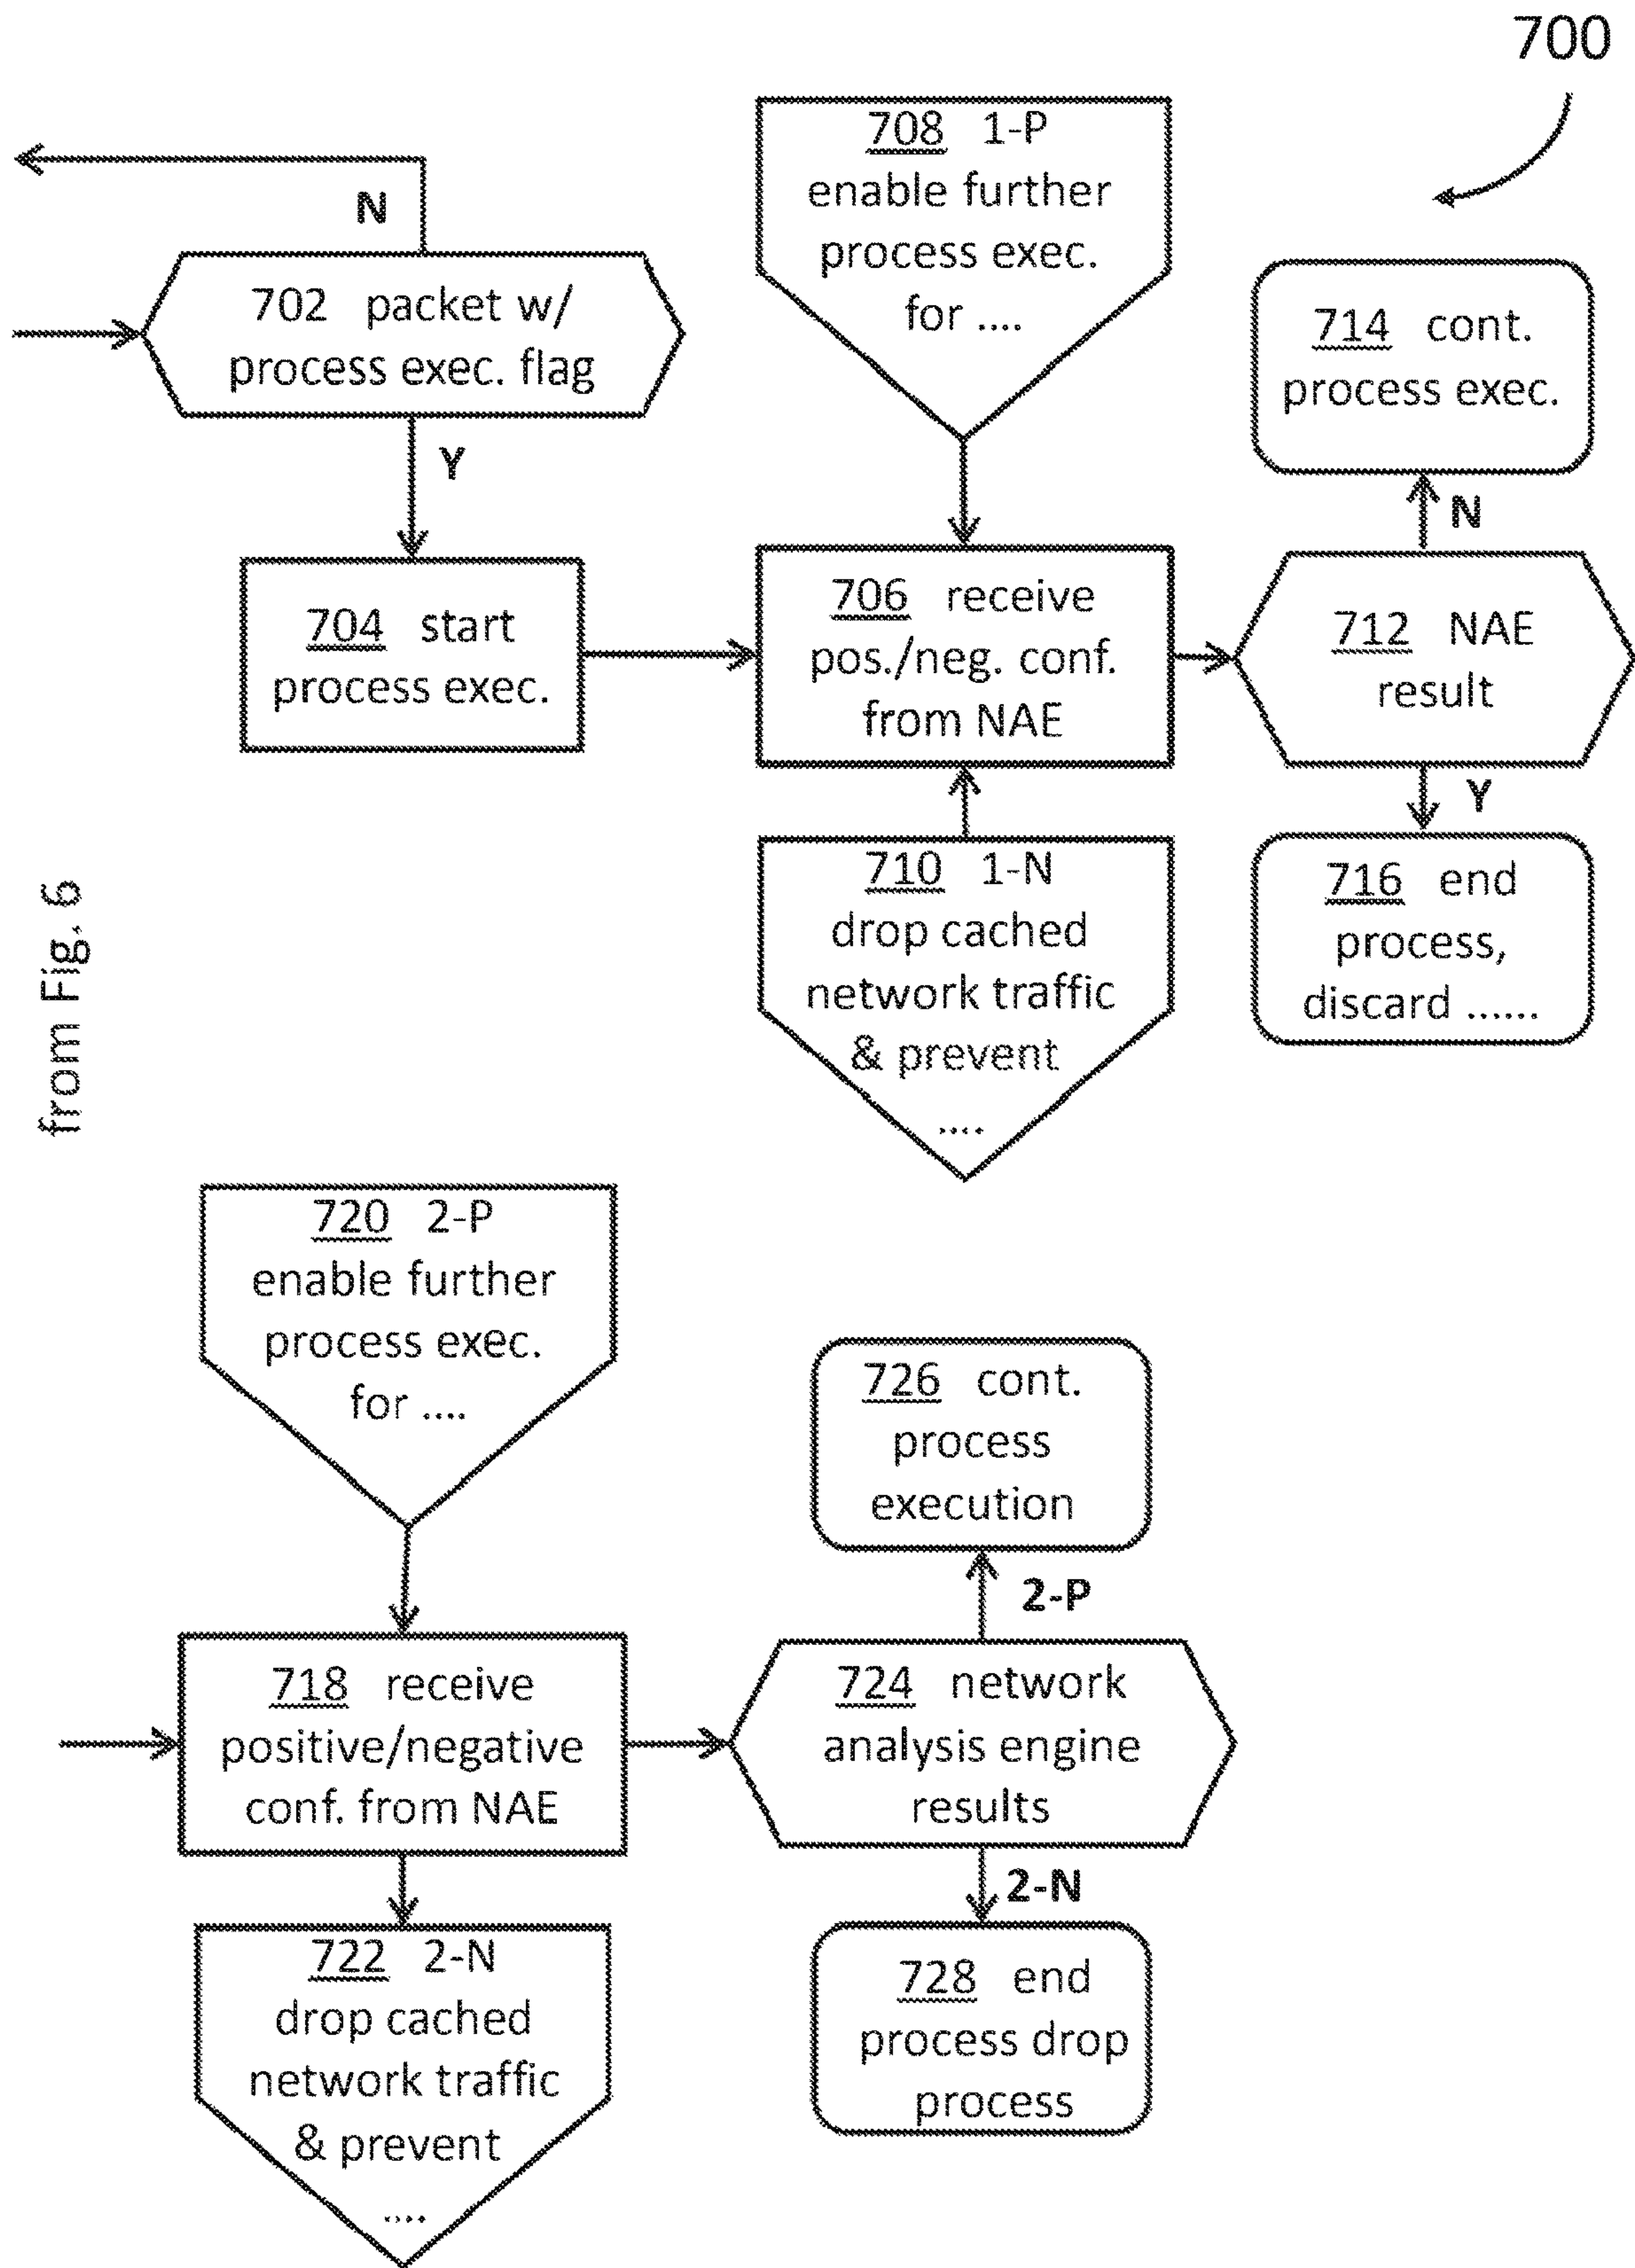 700
N
702 packet w/
process exec. flag
Y
704 start
process exec.
708 1-P
enable further
process exec.
for ....
706 receive
pos./neg. conf.
from NAE
710 1-N
drop cached
network traffic
& prevent
....
714 cont.
process exec.
N
712 NAE
result
Y
716 end
process,
discard ......
from Fig. 6
720 2-P
enable further
process exec.
for ....
718 receive
positive/negative
conf. from NAE
722 2-N
drop cached
network traffic
& prevent
....
726 cont.
process
execution
2-P
724 network
analysis engine
results
2-N
728 end
process drop
process